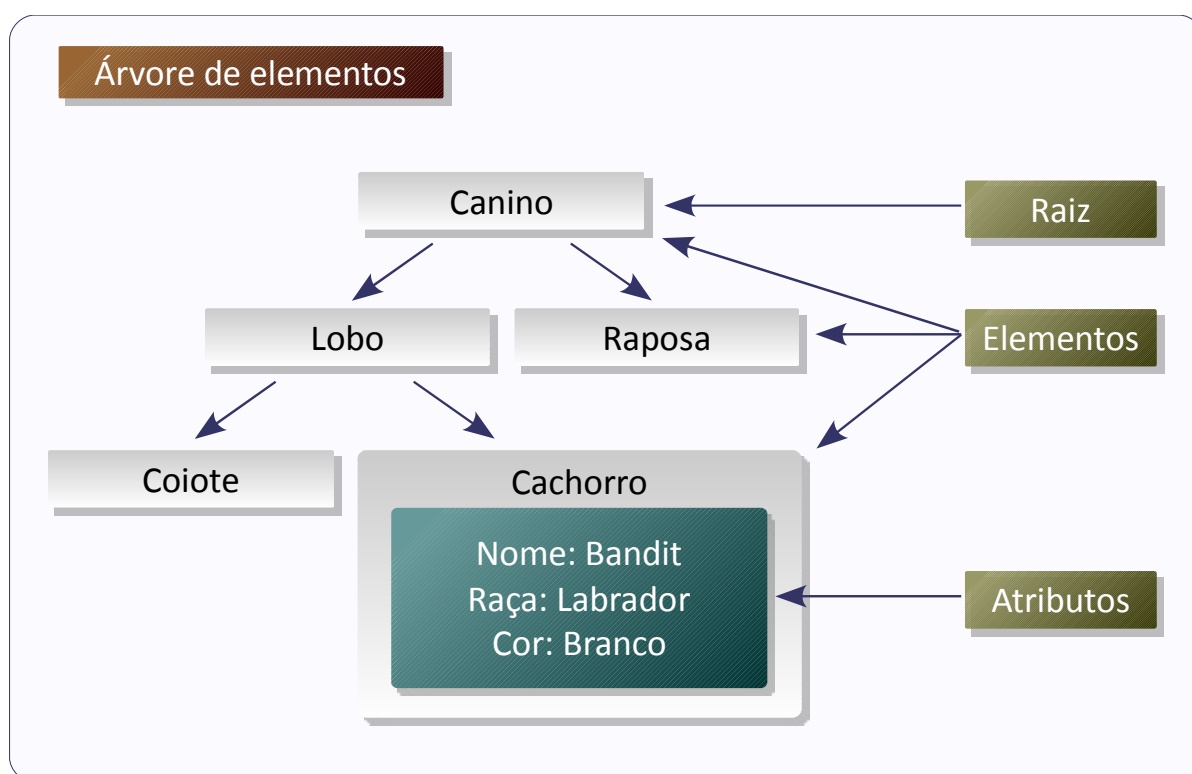 Árvore de elementos
Canino
Raiz
Lobo
Raposa
Elementos
Coiote
Cachorro
Nome: Bandit
Raça: Labrador
Cor: Branco
Atributos